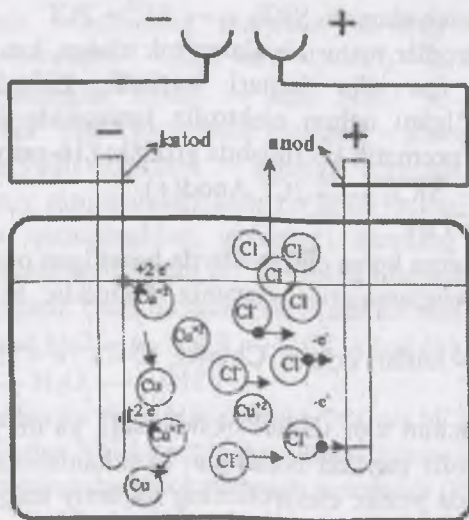 − +
− katod anod +
Cl Cl
Cl
+2 e⁻ Cl
Cu⁺² Cl⁻
Cu⁺² -e⁻
Cl⁻
Cu Cl⁻ -e⁻
+2 e⁻ Cu⁺²
Cu⁺² Cl⁻
Cl⁻
Cu